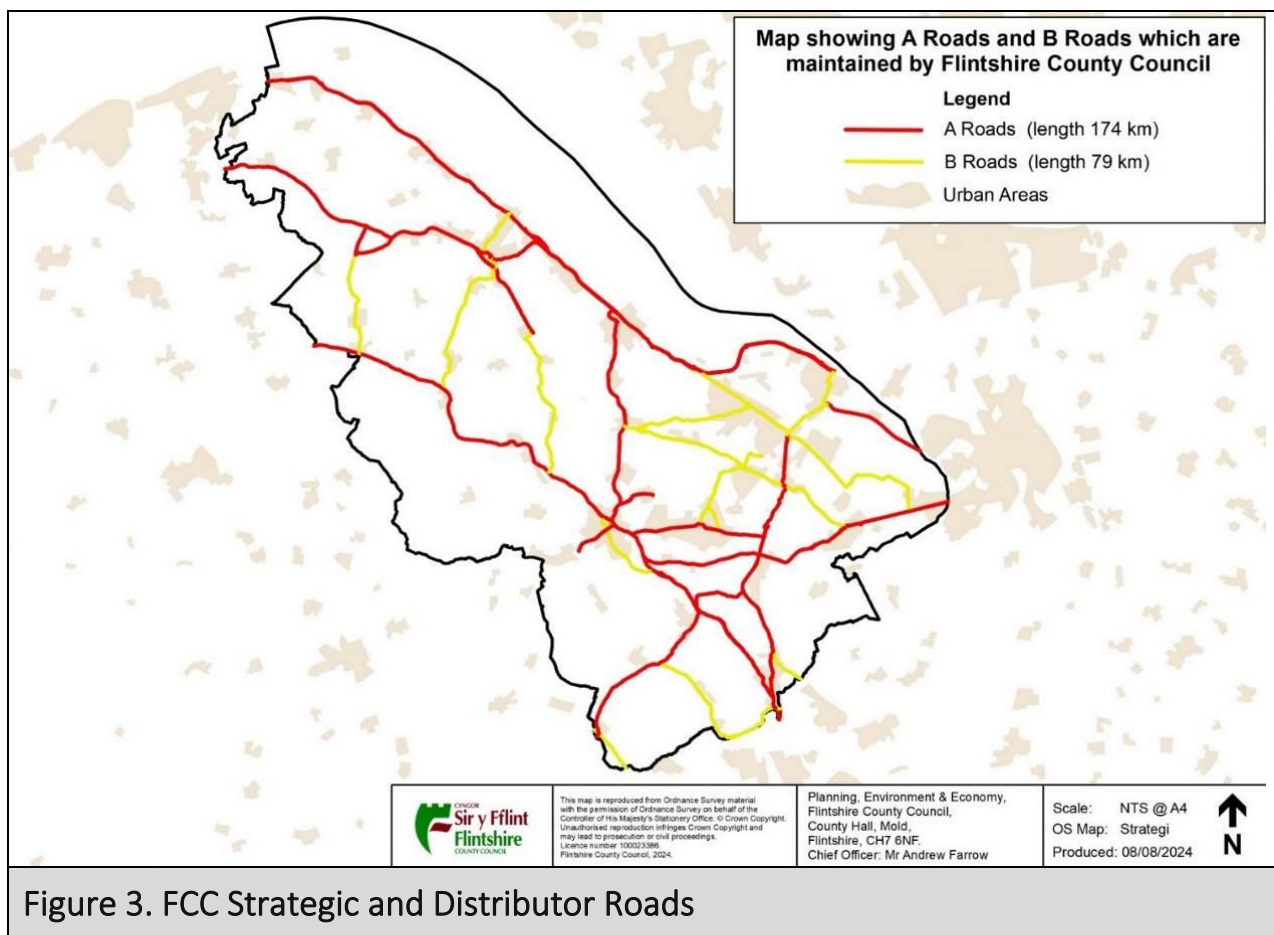 Map showing A Roads and B Roads which are
maintained by Flintshire County Council
Legend
A Roads (length 174 km)
B Roads (length 79 km)
Urban Areas
CYNGOR
Sir y Fflint
Flintshire
COUNTY COUNCIL
This map is reproduced from Ordnance Survey material
with the permission of Ordnance Survey on behalf of the
Controller of His Majesty's Stationery Office. © Crown Copyright.
Unauthorised reproduction infringes Crown Copyright and
may lead to prosecution or civil proceedings.
Licence number 100023386.
Flintshire County Council, 2024.
Planning, Environment & Economy,
Flintshire County Council,
County Hall, Mold,
Flintshire, CH7 6NF.
Chief Officer: Mr Andrew Farrow
Scale: NTS @ A4
OS Map: Strategi
Produced: 08/08/2024
N
Figure 3. FCC Strategic and Distributor Roads